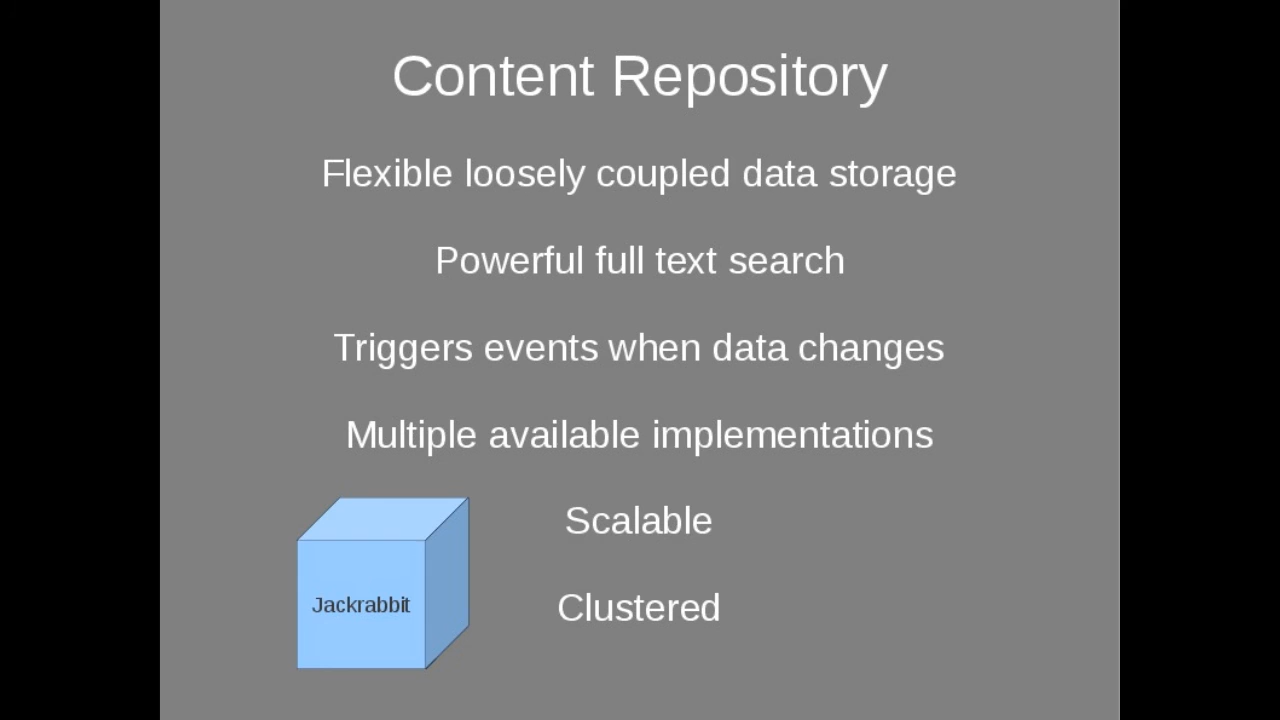 Content Repository
Flexible loosely coupled data storage
Powerful full text search
Triggers events when data changes
Multiple available implementations
Scalable
Jackrabbit
Clustered